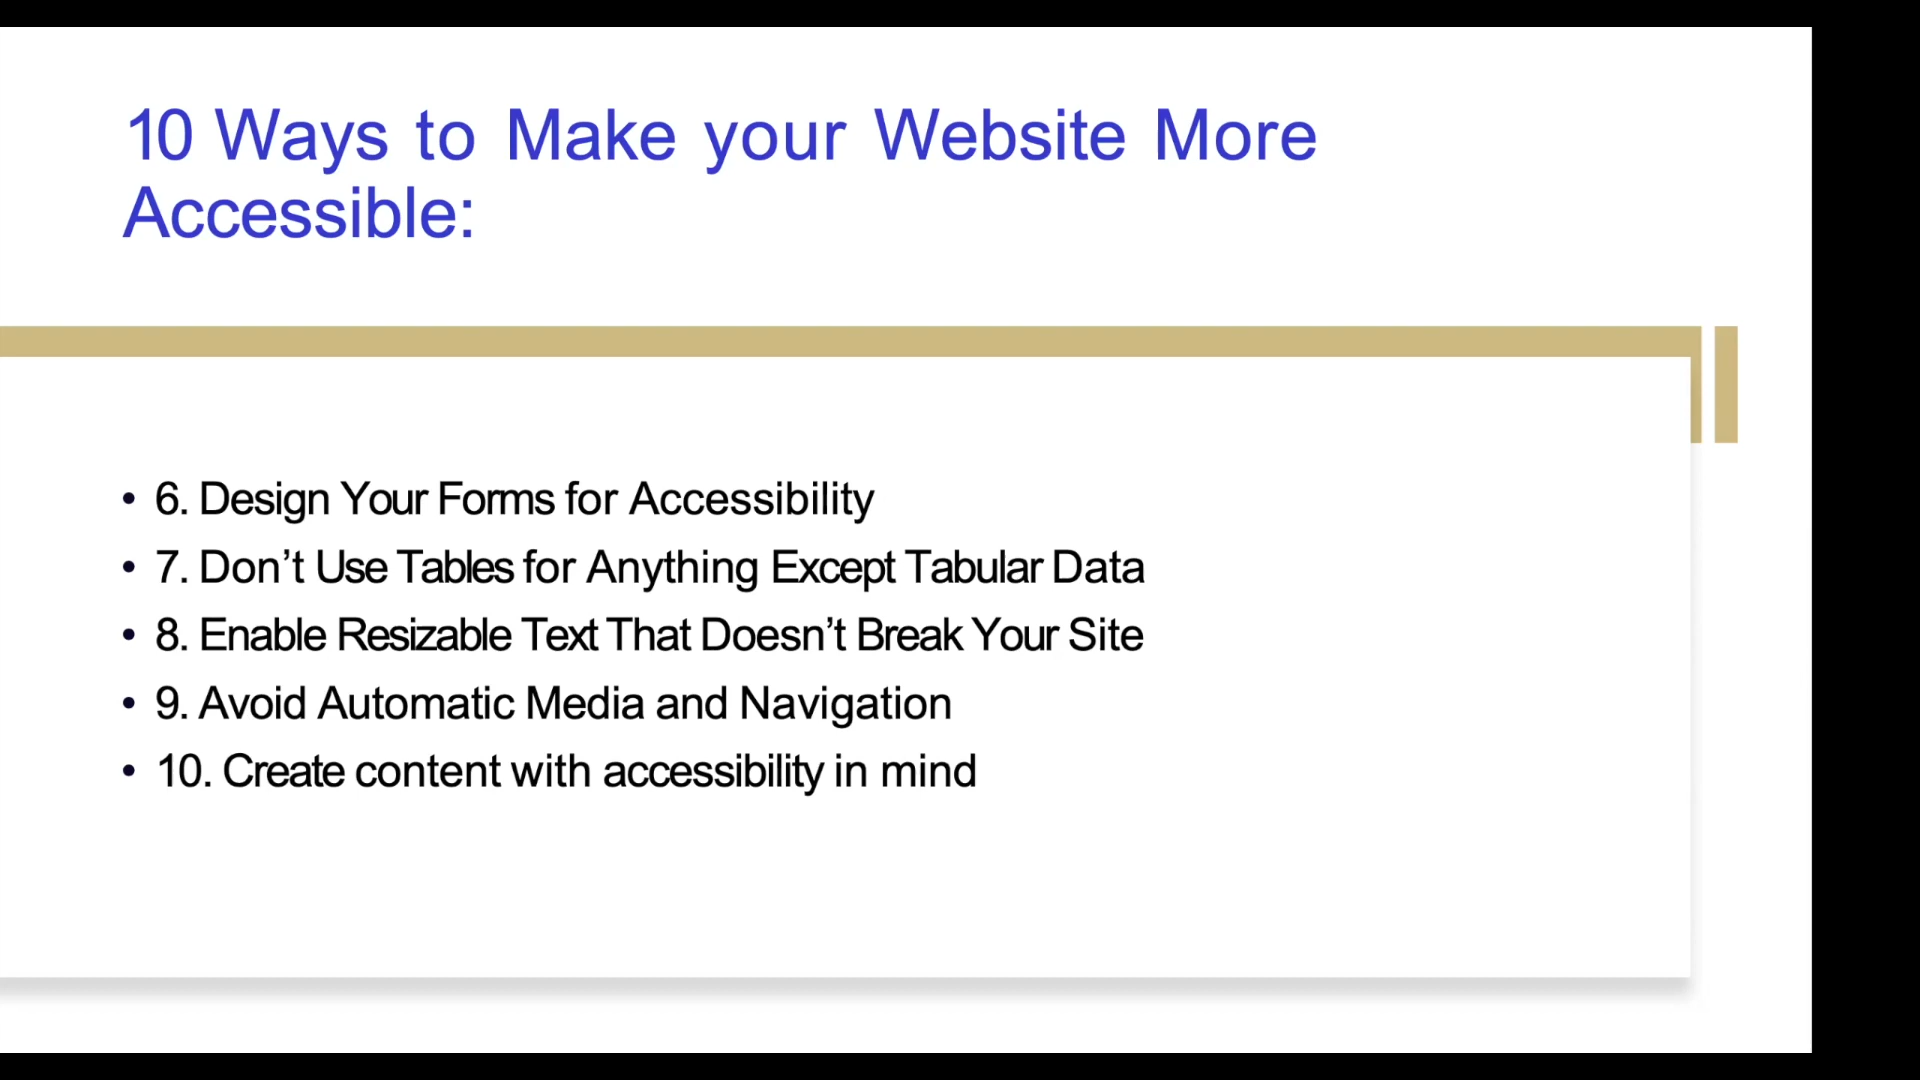 10 Ways to Make your Website More
Accessible:
• 6. Design Your Forms for Accessibility
• 7. Don’t Use Tables for Anything Except Tabular Data
• 8. Enable Resizable Text That Doesn’t Break Your Site
• 9. Avoid Automatic Media and Navigation
• 10. Create content with accessibility in mind